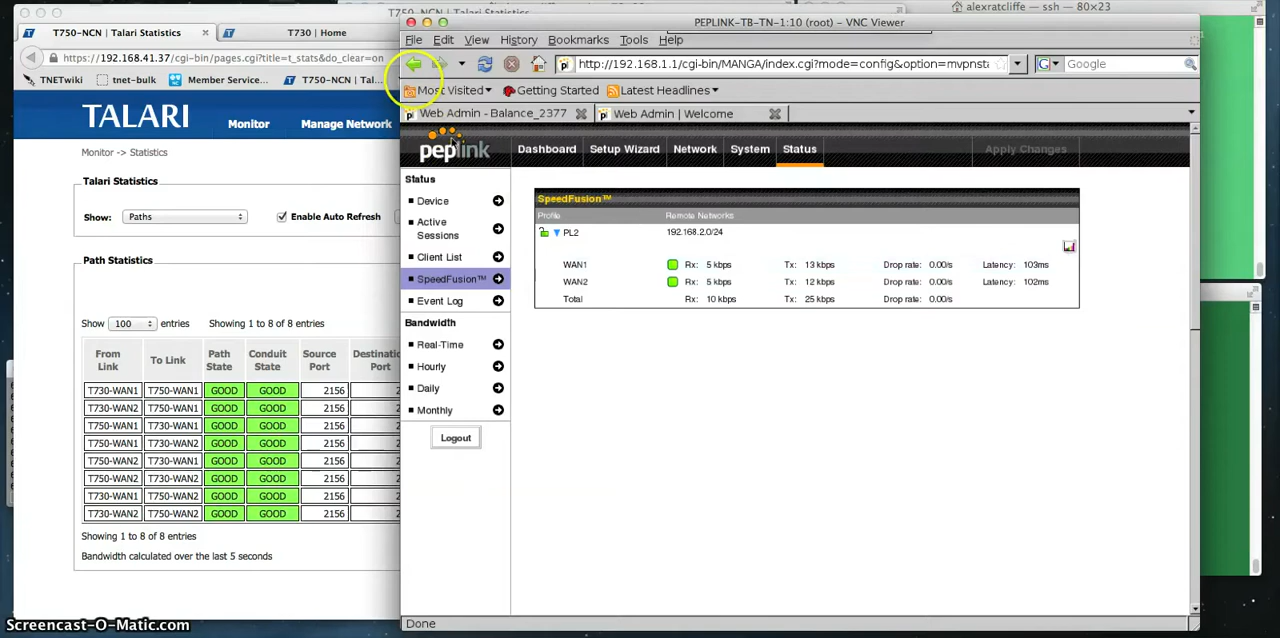 T750-NCN | Talari Statistics
alexratcliffe — ssh — 80×23
T750-NCN | Talari Statistics
T730 | Home
https://192.168.41.37/cgi-bin/pages.cgi?title=t_stats&do_clear=on
TNETwiki
tnet-bulk
Member Service...
T750-NCN | Tal...
TALARI
Monitor
Manage Network
Monitor -> Statistics
Talari Statistics
Show:
Paths
Enable Auto Refresh
Path Statistics
Show 100 entries
Showing 1 to 8 of 8 entries
From Link To Link Path State Conduit State Source Port Destinat Port
T730-WAN1 T750-WAN1 GOOD GOOD 2156
T730-WAN2 T750-WAN2 GOOD GOOD 2156
T750-WAN1 T730-WAN1 GOOD GOOD 2156
T750-WAN1 T730-WAN2 GOOD GOOD 2156
T750-WAN2 T730-WAN1 GOOD GOOD 2156
T750-WAN2 T730-WAN2 GOOD GOOD 2156
T730-WAN1 T750-WAN2 GOOD GOOD 2156
T730-WAN2 T750-WAN2 GOOD GOOD 2156
Showing 1 to 8 of 8 entries
Bandwidth calculated over the last 5 seconds
PEPLINK-TB-TN-1:10 (root) – VNC Viewer
File Edit View History Bookmarks Tools Help
http://192.168.1.1/cgi-bin/MANGA/index.cgi?mode=config&option=mvpnsta
Google
Most Visited
Getting Started
Latest Headlines
Web Admin - Balance_2377
Web Admin | Welcome
peplink
Dashboard
Setup Wizard
Network
System
Status
Apply Changes
Status
Device
Active Sessions
Client List
SpeedFusion™
Event Log
Bandwidth
Real-Time
Hourly
Daily
Monthly
Logout
SpeedFusion™
Profile Remote Networks
PL2 192.168.2.0/24
WAN1 Rx: 5 kbps Tx: 13 kbps Drop rate: 0.00/s Latency: 103ms
WAN2 Rx: 5 kbps Tx: 12 kbps Drop rate: 0.00/s Latency: 102ms
Total Rx: 10 kbps Tx: 25 kbps Drop rate: 0.00/s
Done
Screencast-O-Matic.com